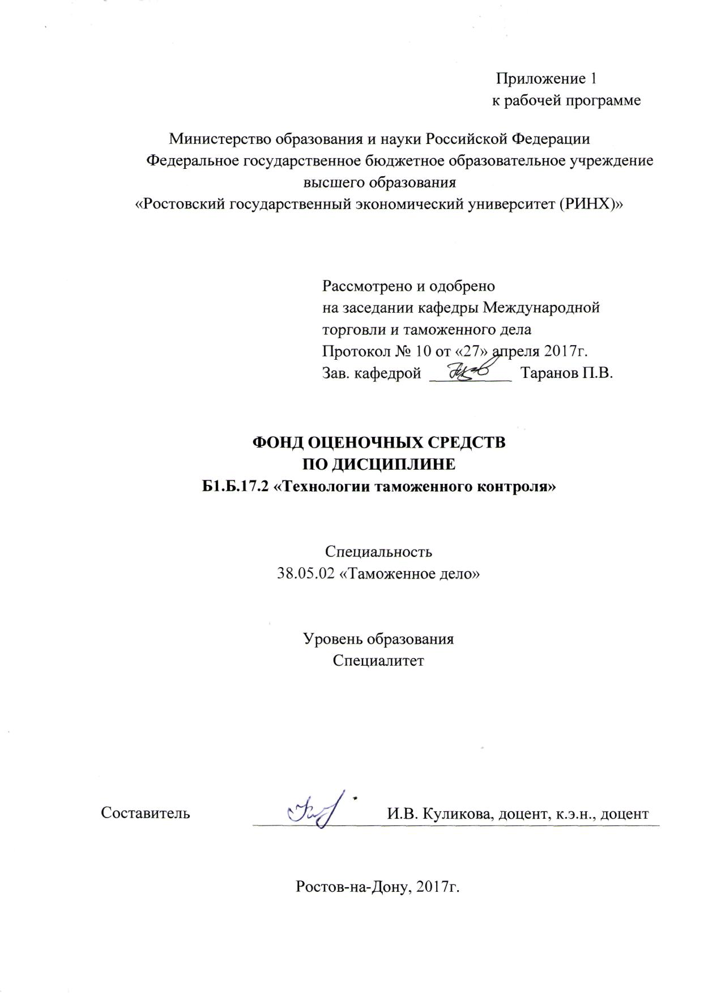 Приложение 1
к рабочей программе
Министерство образования и науки Российской Федерации
Федеральное государственное бюджетное образовательное учреждение
высшего образования
«Ростовский государственный экономический университет (РИНХ)»
Рассмотрено и одобрено
на заседании кафедры Международной
торговли и таможенного дела
Протокол № 10 от «27» апреля 2017г.
Зав. кафедрой __________ Таранов П.В.
ФОНД ОЦЕНОЧНЫХ СРЕДСТВ
ПО ДИСЦИПЛИНЕ
Б1.Б.17.2 «Технологии таможенного контроля»
Специальность
38.05.02 «Таможенное дело»
Уровень образования
Специалитет
Составитель И.В. Куликова, доцент, к.э.н., доцент
Ростов-на-Дону, 2017г.